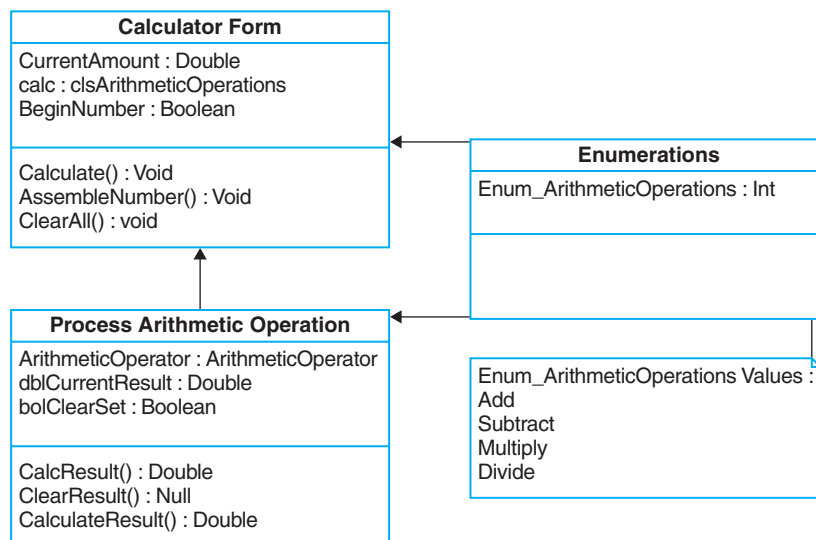 Calculator Form
CurrentAmount : Double
calc : clsArithmeticOperations
BeginNumber : Boolean
Calculate() : Void
AssembleNumber() : Void
ClearAll() : void
Enumerations
Enum_ArithmeticOperations : Int
Process Arithmetic Operation
ArithmeticOperator : ArithmeticOperator
dblCurrentResult : Double
bolClearSet : Boolean
CalcResult() : Double
ClearResult() : Null
CalculateResult() : Double
Enum_ArithmeticOperations Values :
Add
Subtract
Multiply
Divide